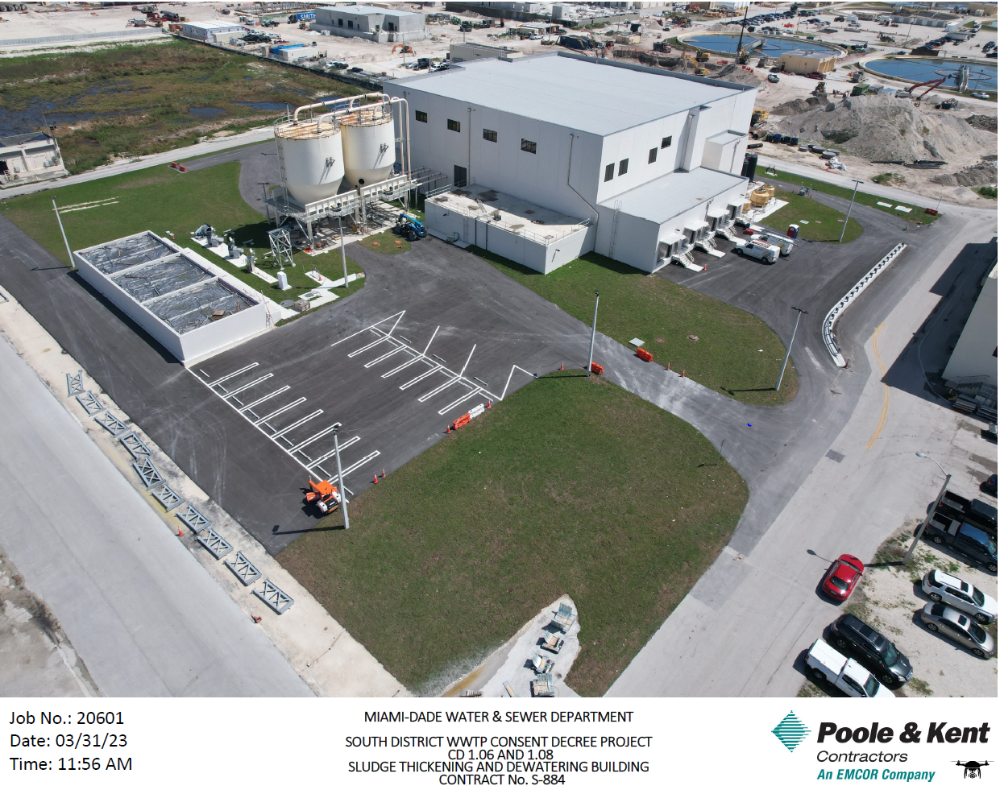 SMITH
Job No.: 20601
Date: 03/31/23
Time: 11:56 AM
MIAMI-DADE WATER & SEWER DEPARTMENT
SOUTH DISTRICT WWTP CONSENT DECREE PROJECT
CD 1.06 AND 1.08
SLUDGE THICKENING AND DEWATERING BUILDING
CONTRACT No. S-884
Poole & Kent
Contractors
An EMCOR Company